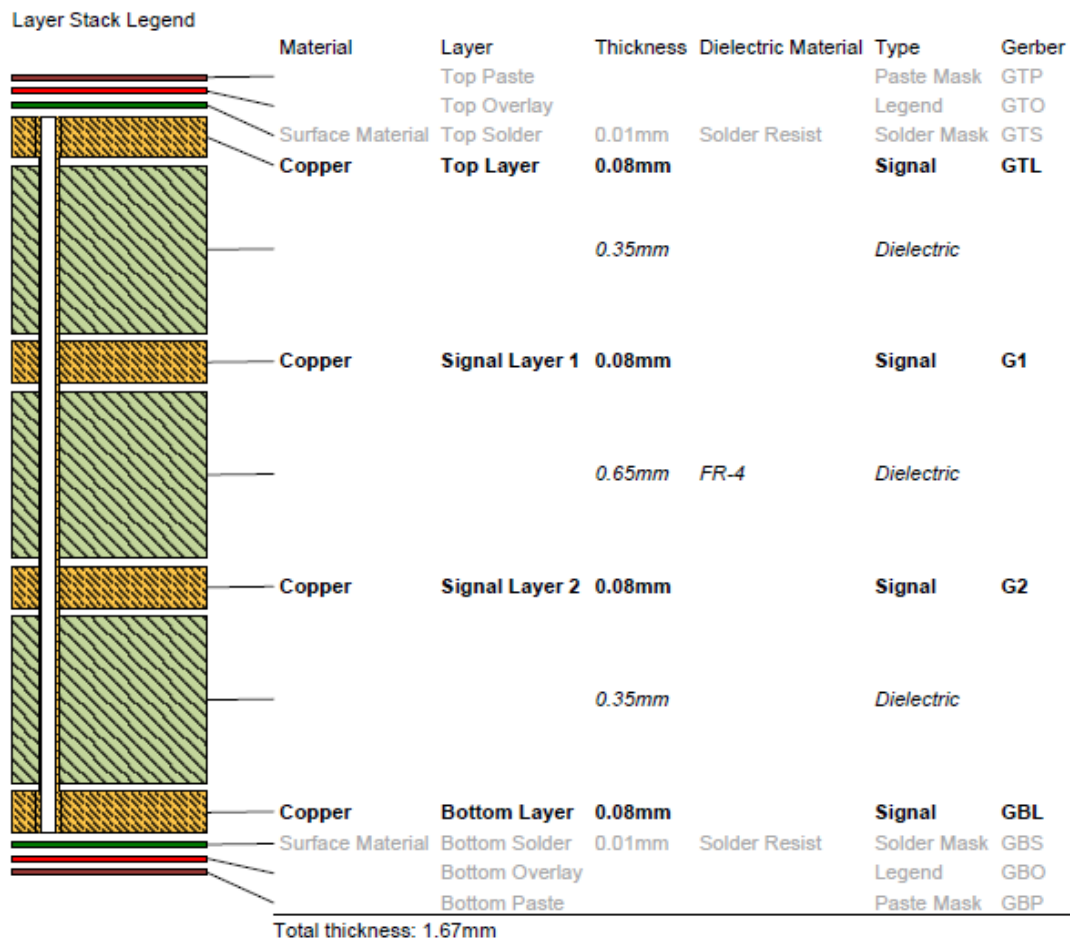 Layer Stack Legend
Material Layer Thickness Dielectric Material Type Gerber
Top Paste Paste Mask GTP
Top Overlay Legend GTO
Surface Material Top Solder 0.01mm Solder Resist Solder Mask GTS
Copper Top Layer 0.08mm Signal GTL
0.35mm Dielectric
Copper Signal Layer 1 0.08mm Signal G1
0.65mm FR-4 Dielectric
Copper Signal Layer 2 0.08mm Signal G2
0.35mm Dielectric
Copper Bottom Layer 0.08mm Signal GBL
Surface Material Bottom Solder 0.01mm Solder Resist Solder Mask GBS
Bottom Overlay Legend GBO
Bottom Paste Paste Mask GBP
Total thickness: 1.67mm